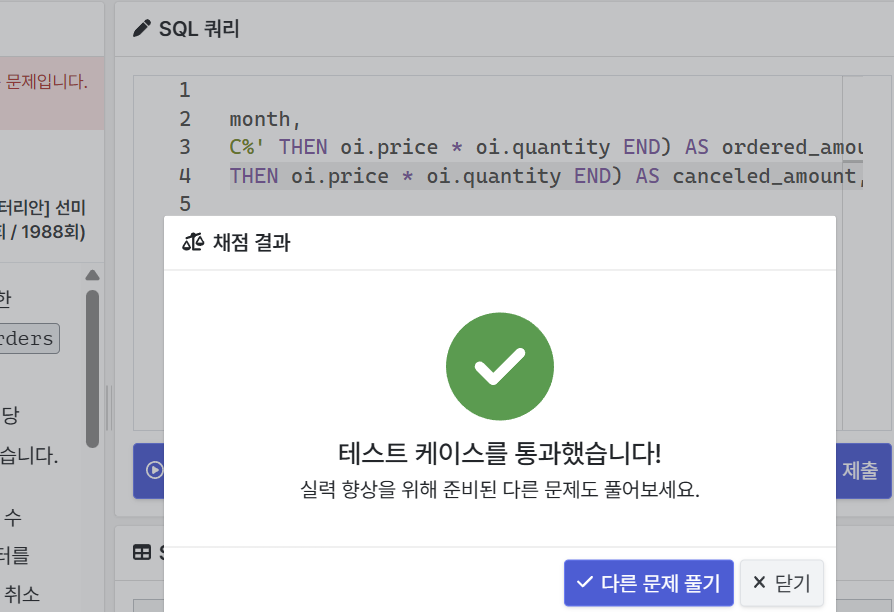 SQL 쿼리
문제입니다.
1
2 month,
3 C%' THEN oi.price * oi.quantity END) AS ordered_amou
4 THEN oi.price * oi.quantity END) AS canceled_amount,
5
터리안] 선미
/ 1988회)
한
rders
당
습니다.
수
터를
취소
채점 결과
테스트 케이스를 통과했습니다!
실력 향상을 위해 준비된 다른 문제도 풀어보세요.
다른 문제 풀기
닫기
제출